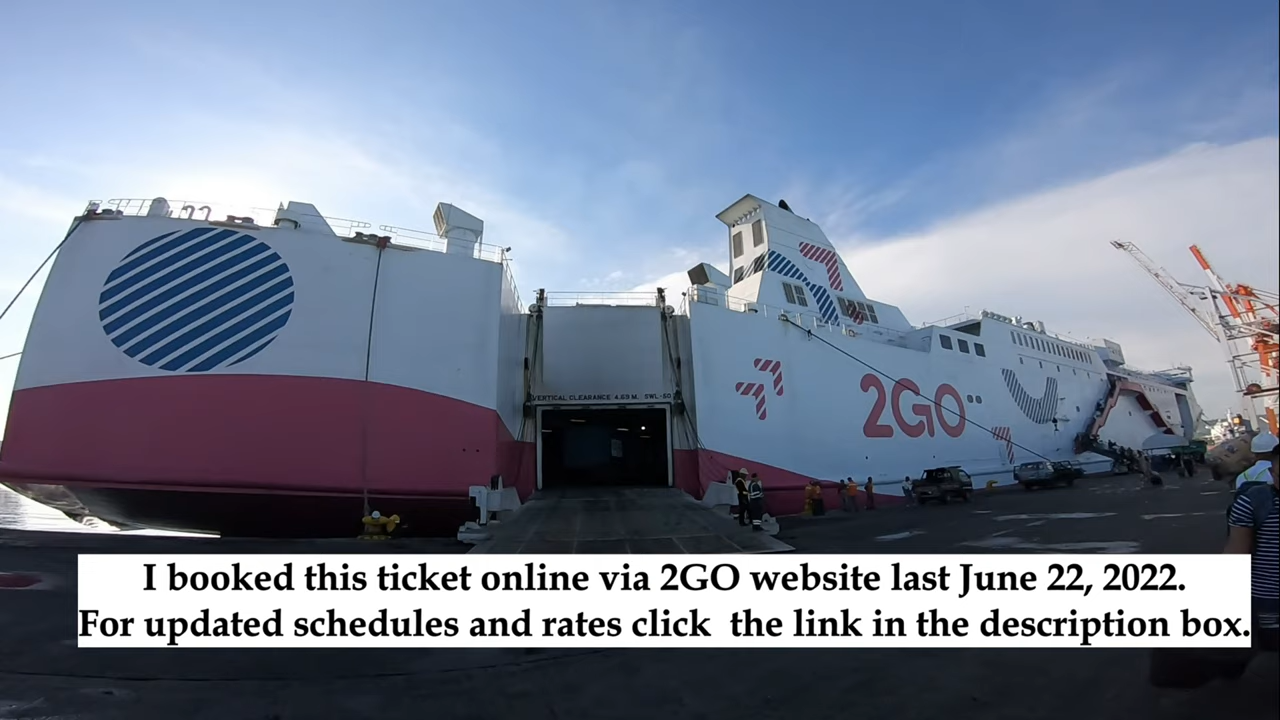 VERTICAL CLEARANCE 4.69 M. SWL-50
2GO
I booked this ticket online via 2GO website last June 22, 2022.
For updated schedules and rates click the link in the description box.